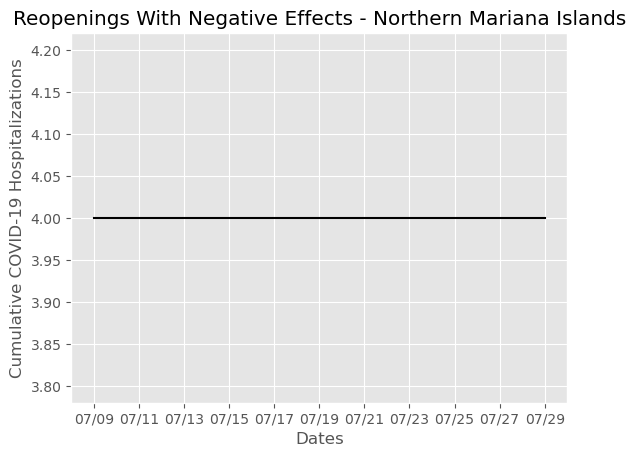 Reopenings With Negative Effects - Northern Mariana Islands
Cumulative COVID-19 Hospitalizations
4.20
4.15
4.10
4.05
4.00
3.95
3.90
3.85
3.80
07/09 07/11 07/13 07/15 07/17 07/19 07/21 07/23 07/25 07/27 07/29
Dates